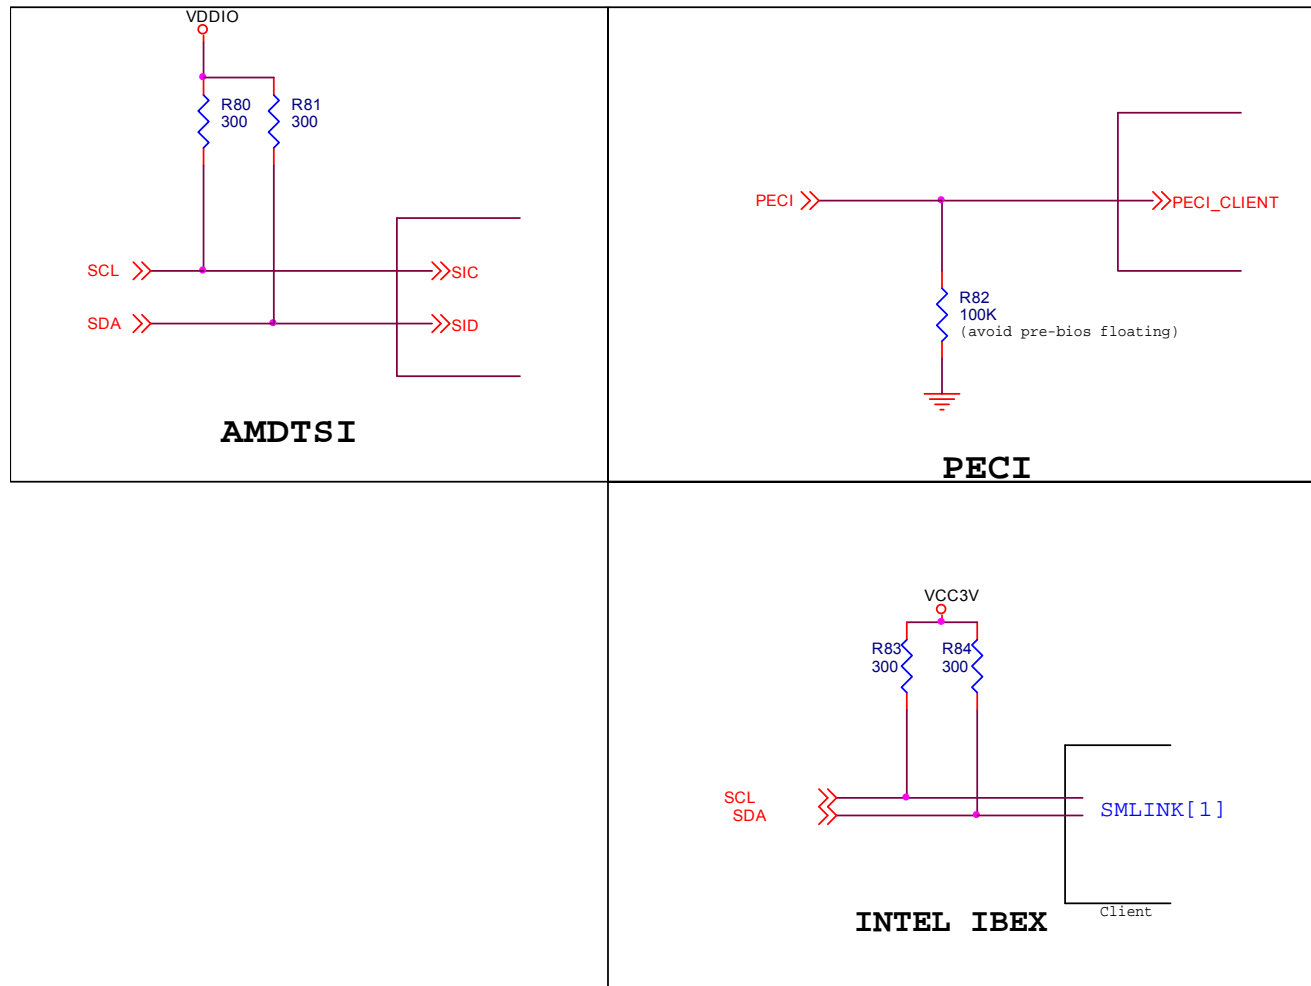 VDDIO
R80
300
R81
300
SCL
SIC
SDA
SID
AMDTSI
PECI
PECI_CLIENT
R82
100K
(avoid pre-bios floating)
PECI
VCC3V
R83
300
R84
300
SCL
SDA
SMLINK[1]
Client
INTEL IBEX